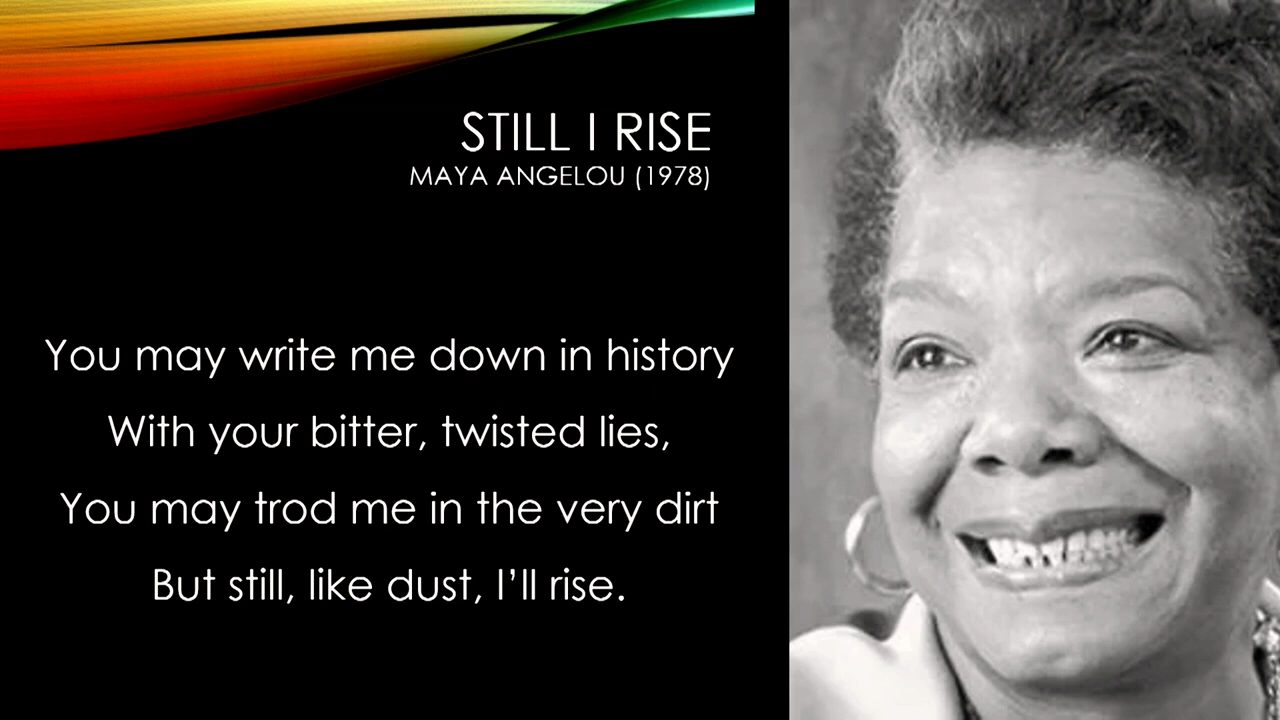 STILL I RISE
MAYA ANGELOU (1978)
You may write me down in history
With your bitter, twisted lies,
You may trod me in the very dirt
But still, like dust, I’ll rise.